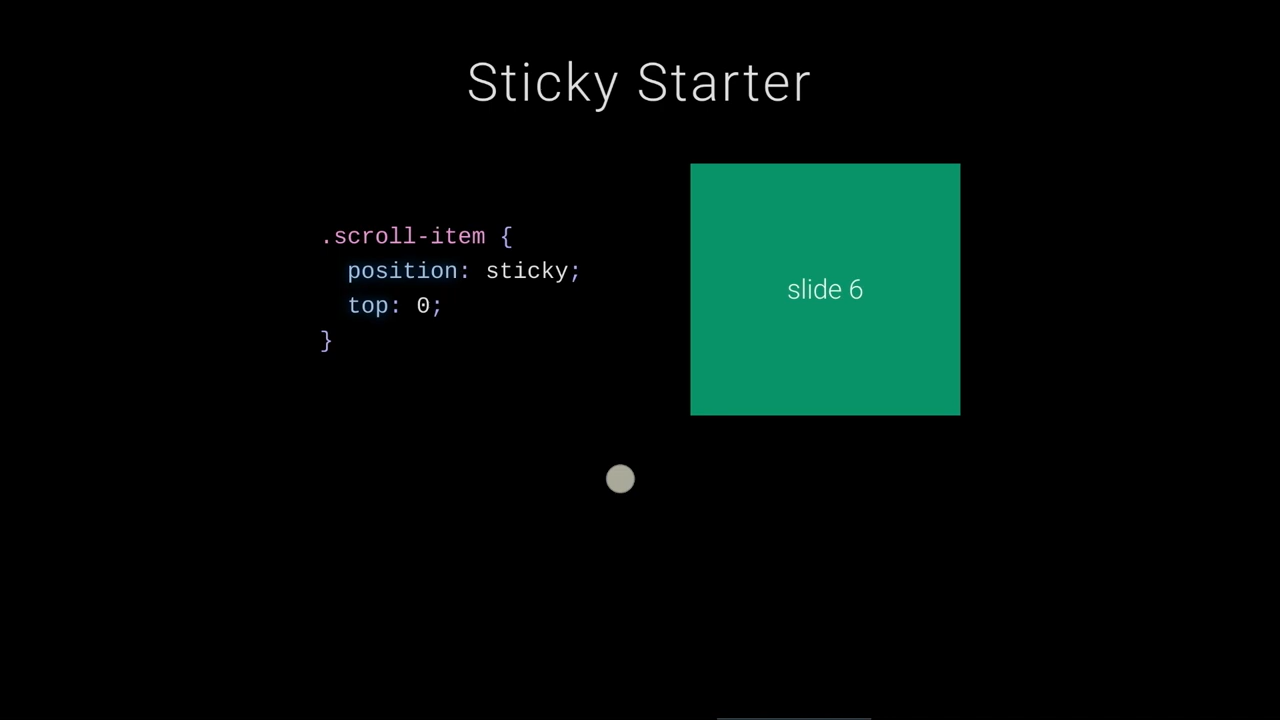 Sticky Starter
.scroll-item {
  position: sticky;
  top: 0;
}
slide 6